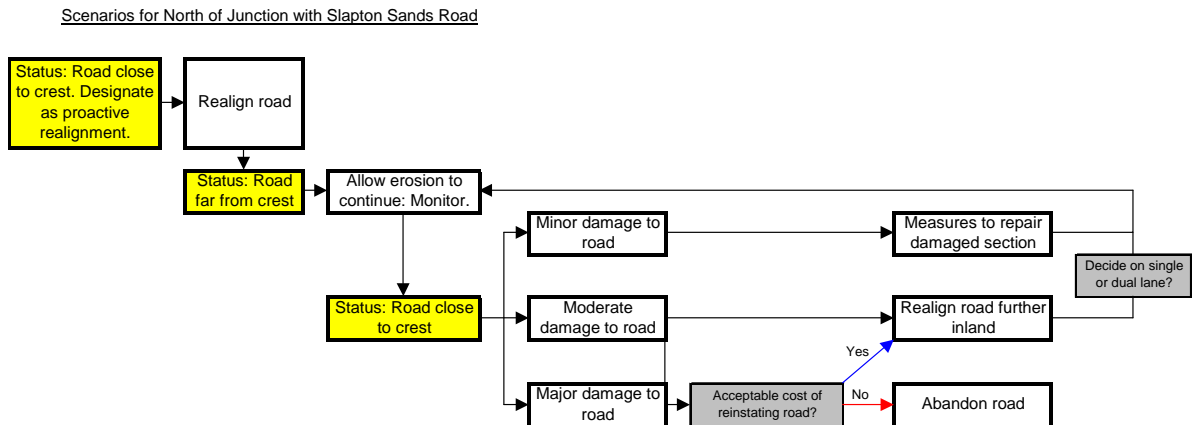 Scenarios for North of Junction with Slapton Sands Road
Status: Road close
to crest. Designate
as proactive
realignment.
Realign road
Status: Road
far from crest
Allow erosion to
continue: Monitor.
Minor damage to
road
Measures to repair
damaged section
Decide on single
or dual lane?
Status: Road close
to crest
Moderate
damage to road
Realign road further
inland
Yes
Major damage to
road
Acceptable cost of
reinstating road?
No
Abandon road